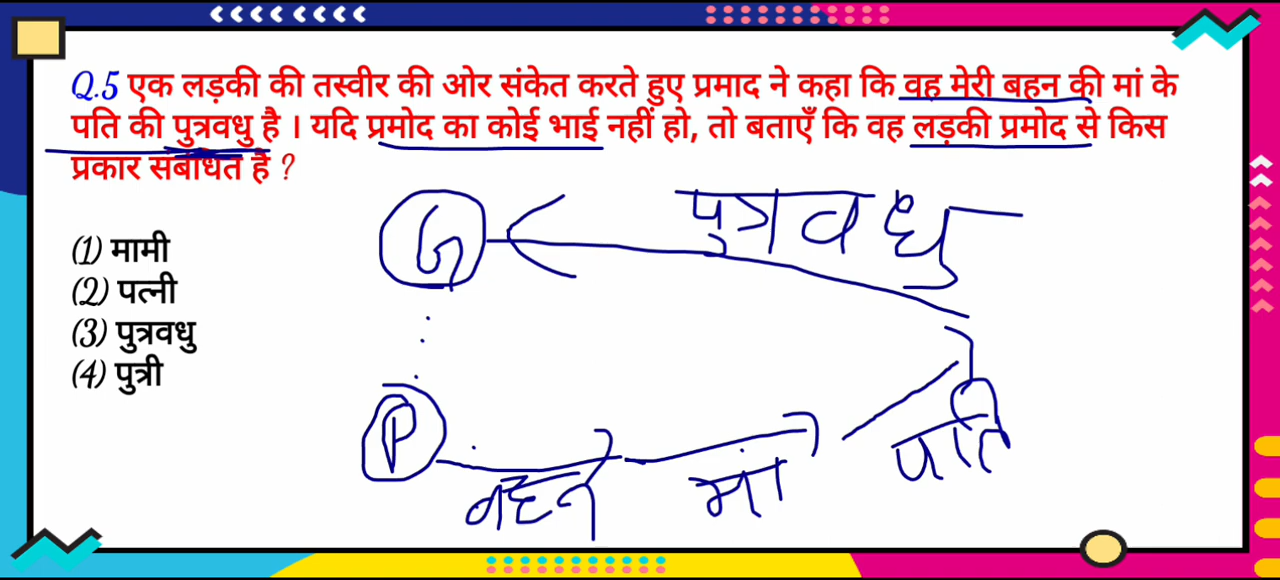 Q.5 एक लड़की की तस्वीर की ओर संकेत करते हुए प्रमाद ने कहा कि वह मेरी बहन की मां के
पति की पुत्रवधु है । यदि प्रमोद का कोई भाई नहीं हो, तो बताएँ कि वह लड़की प्रमोद से किस
प्रकार संबंधित है ?
(1) मामी
(2) पत्नी
(3) पुत्रवधु
(4) पुत्री
G पुत्रवधु
P बहन मां पति